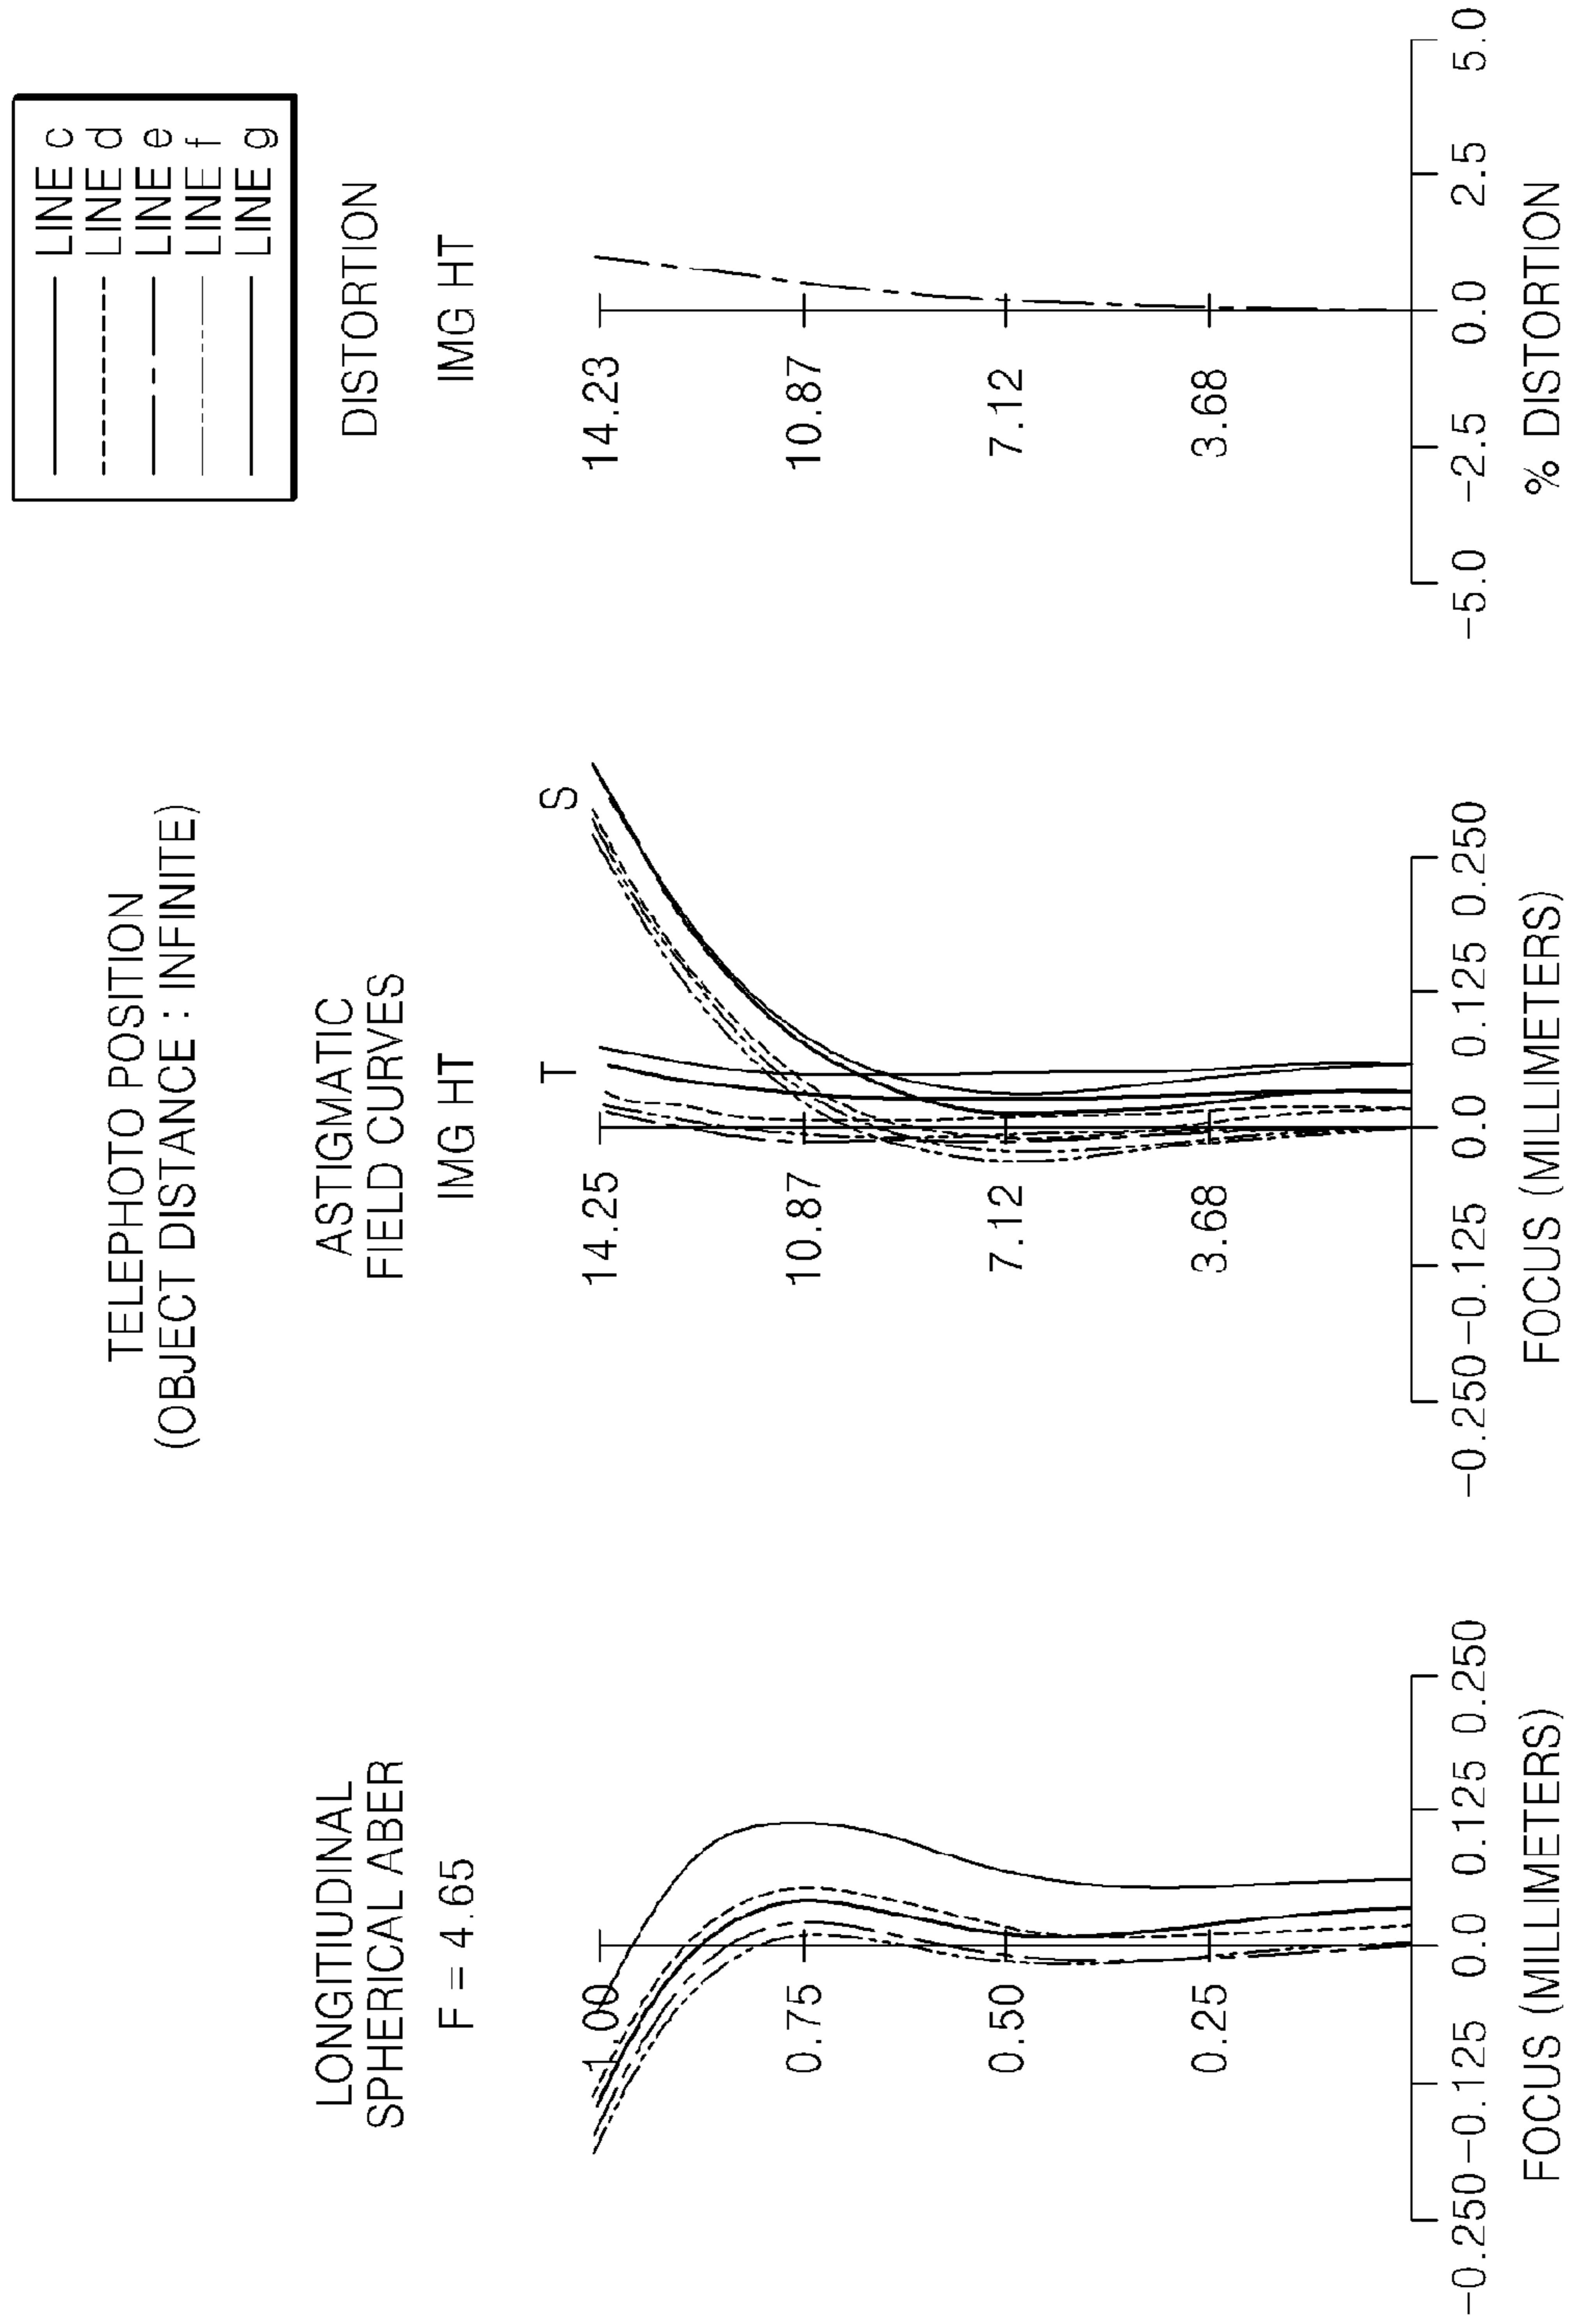 TELEPHOTO POSITION
(OBJECT DISTANCE : INFINITE)
LINE c
LINE d
LINE e
LINE f
LINE g
LONGITIUDINAL
SPHERICAL ABER
F = 4.65
1.00
0.75
0.50
0.25
-0.250 -0.125 0.0 0.125 0.250
FOCUS (MILLIMETERS)
ASTIGMATIC
FIELD CURVES
IMG HT
T
S
14.25
10.87
7.12
3.68
-0.250 -0.125 0.0 0.125 0.250
FOCUS (MILLIMETERS)
DISTORTION
IMG HT
14.23
10.87
7.12
3.68
-5.0 -2.5 0.0 2.5 5.0
% DISTORTION